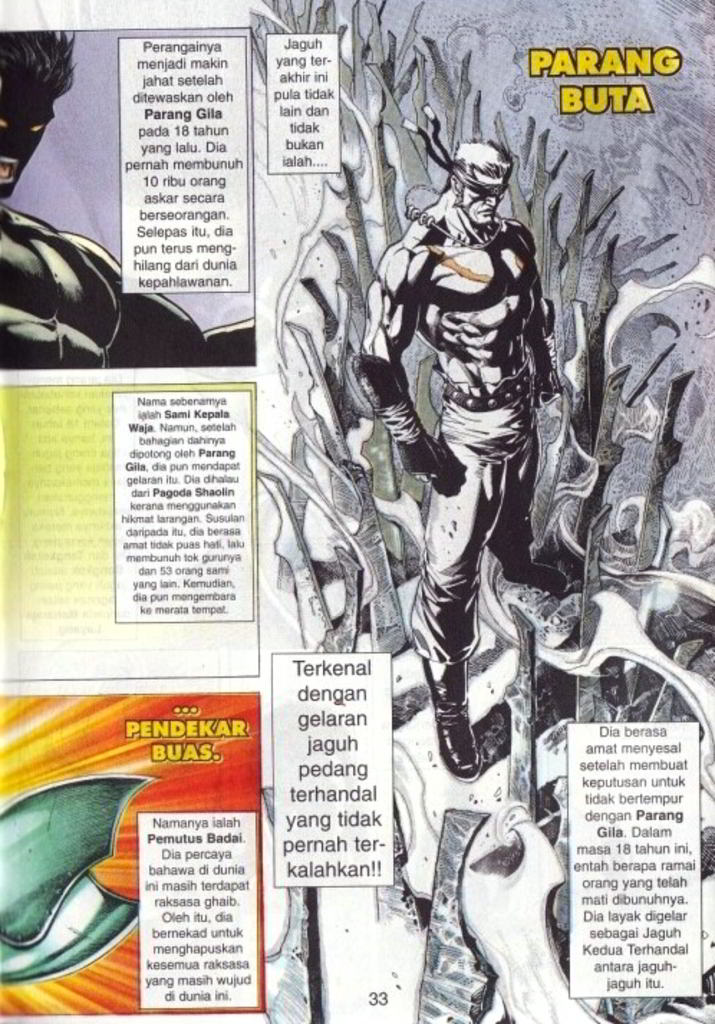 Perangainya
menjadi makin
jahat setelah
ditewaskan oleh
Parang Gila
pada 18 tahun
yang lalu. Dia
pernah membunuh
10 ribu orang
askar secara
berseorangan.
Selepas itu, dia
pun terus meng-
hilang dari dunia
kepahlawanan.
Jaguh
yang ter-
akhir ini
pula tidak
lain dan
tidak
bukan
ialah....
PARANG
BUTA
Nama sebenarnya
ialah Sami Kepala
Waja. Namun, setelah
bahagian dahinya
dipotong oleh Parang
Gila, dia pun mendapat
gelaran itu. Dia dihalau
dari Pagoda Shaolin
kerana menggunakan
hikmat larangan. Susulan
daripada itu, dia berasa
amat tidak puas hati, lalu
membunuh tok gurunya
dan 53 orang sami
yang lain. Kemudian,
dia pun mengembara
ke merata tempat.
Terkenal
dengan
gelaran
jaguh
pedang
terhandal
yang tidak
pernah ter-
kalahkan!!
...
PENDEKAR
BUAS.
Namanya ialah
Pemutus Badai.
Dia percaya
bahawa di dunia
ini masih terdapat
raksasa ghaib.
Oleh itu, dia
bernekad untuk
menghapuskan
kesemua raksasa
yang masih wujud
di dunia ini.
Dia berasa
amat menyesal
setelah membuat
keputusan untuk
tidak bertempur
dengan Parang
Gila. Dalam
masa 18 tahun ini,
entah berapa ramai
orang yang telah
mati dibunuhnya.
Dia layak digelar
sebagai Jaguh
Kedua Terhandal
antara jaguh-
jaguh itu.
33